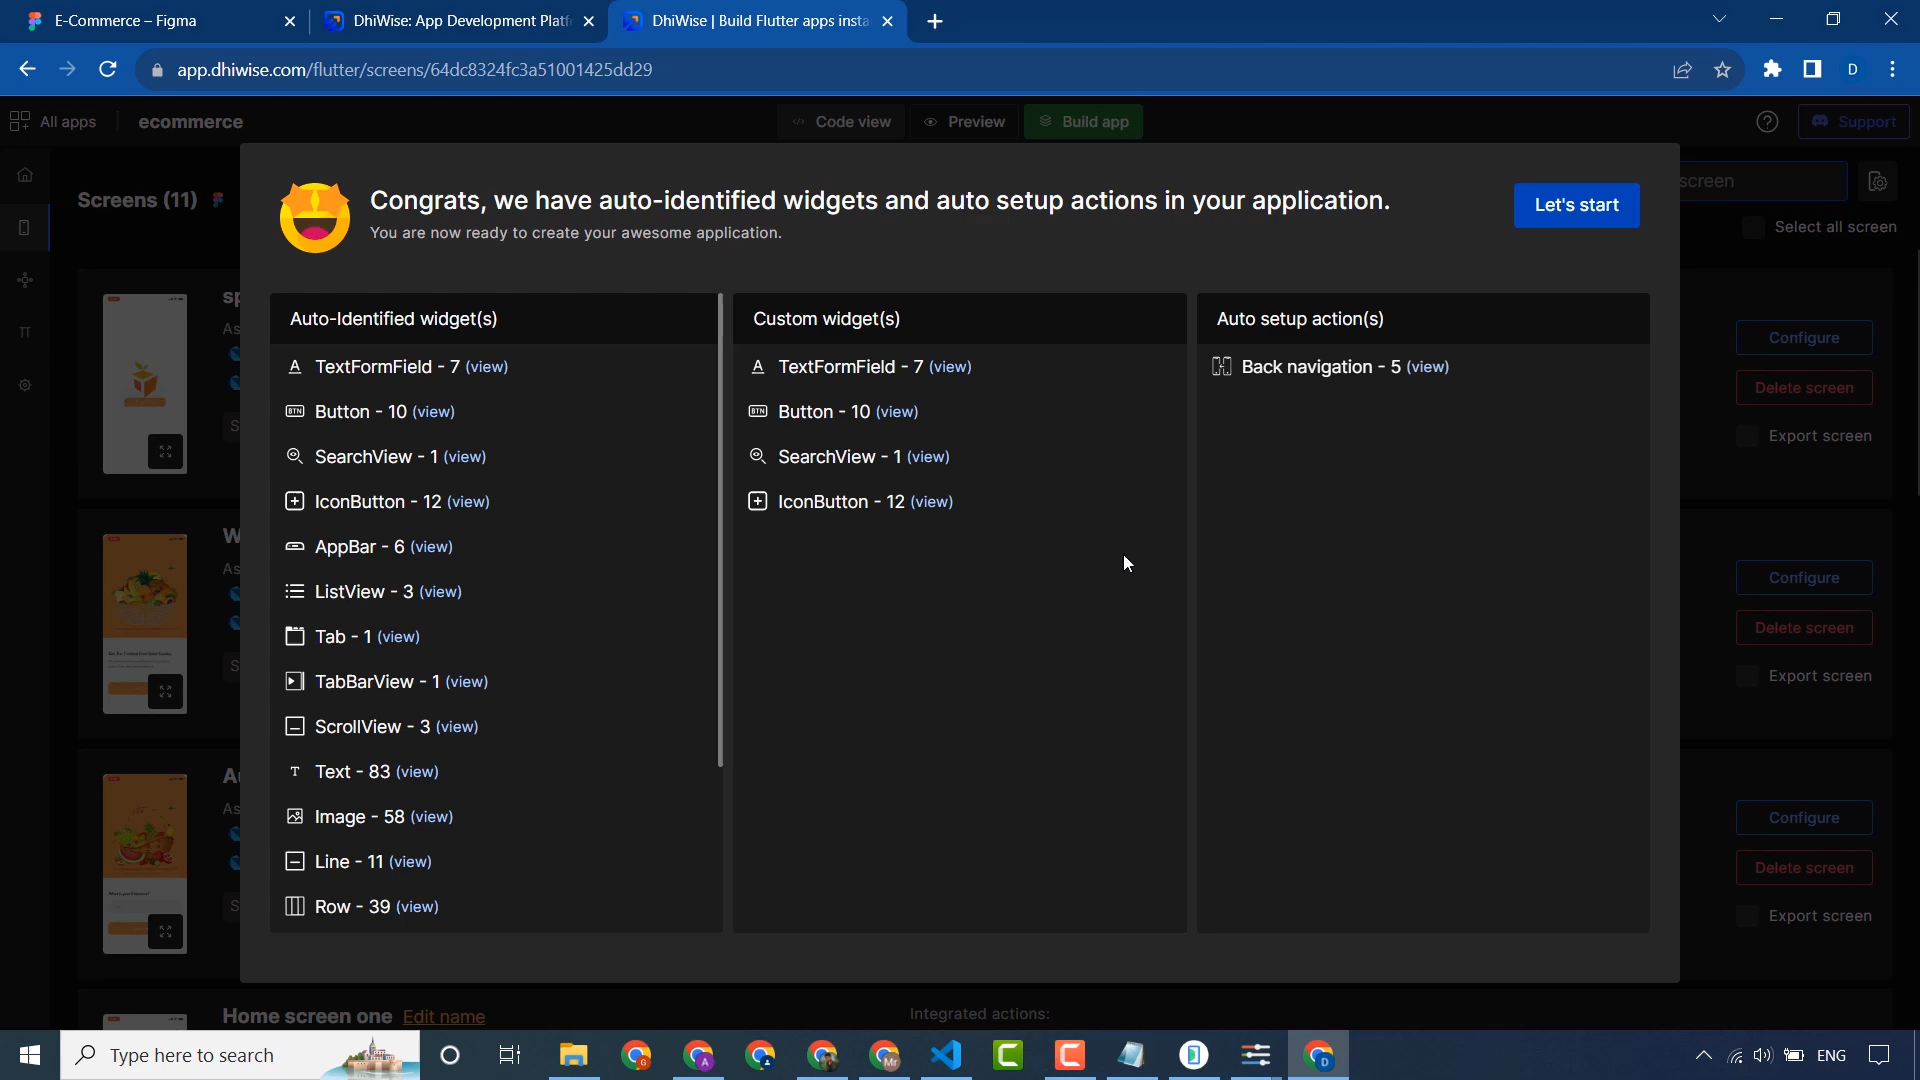 E-Commerce – Figma
DhiWise: App Development Platf
DhiWise | Build Flutter apps insta
app.dhiwise.com/flutter/screens/64dc8324fc3a51001425dd29
D
All apps
ecommerce
Code view
Preview
Build app
Support
Screens (11)
screen
Select all screen
Congrats, we have auto-identified widgets and auto setup actions in your application.
You are now ready to create your awesome application.
Let's start
Auto-Identified widget(s)
TextFormField - 7 (view)
Button - 10 (view)
SearchView - 1 (view)
IconButton - 12 (view)
AppBar - 6 (view)
ListView - 3 (view)
Tab - 1 (view)
TabBarView - 1 (view)
ScrollView - 3 (view)
Text - 83 (view)
Image - 58 (view)
Line - 11 (view)
Row - 39 (view)
Custom widget(s)
TextFormField - 7 (view)
Button - 10 (view)
SearchView - 1 (view)
IconButton - 12 (view)
Auto setup action(s)
Back navigation - 5 (view)
Configure
Delete screen
Export screen
Configure
Delete screen
Export screen
Configure
Delete screen
Export screen
Home screen one Edit name
Integrated actions:
Type here to search
ENG